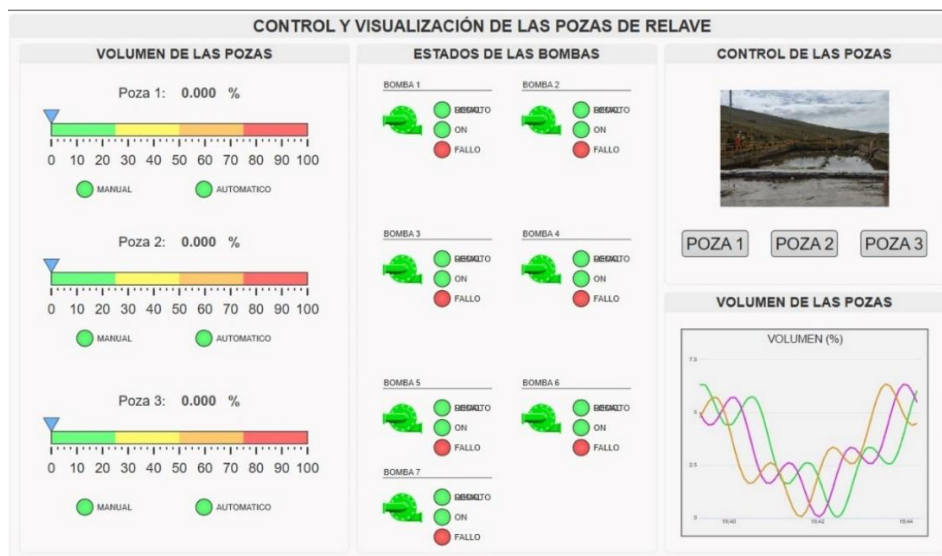 CONTROL Y VISUALIZACIÓN DE LAS POZAS DE RELAVE
VOLUMEN DE LAS POZAS
Poza 1: 0.000 %
0 10 20 30 40 50 60 70 80 90 100
MANUAL AUTOMATICO
Poza 2: 0.000 %
0 10 20 30 40 50 60 70 80 90 100
MANUAL AUTOMATICO
Poza 3: 0.000 %
0 10 20 30 40 50 60 70 80 90 100
MANUAL AUTOMATICO
ESTADOS DE LAS BOMBAS
BOMBA 1 BOMBA 2
ON ON
FALLO FALLO
BOMBA 3 BOMBA 4
ON ON
FALLO FALLO
BOMBA 5 BOMBA 6
ON ON
FALLO FALLO
BOMBA 7
ON
FALLO
CONTROL DE LAS POZAS
POZA 1 POZA 2 POZA 3
VOLUMEN DE LAS POZAS
VOLUMEN (%)
7.5
5
2.5
0
15:40 15:42 15:44